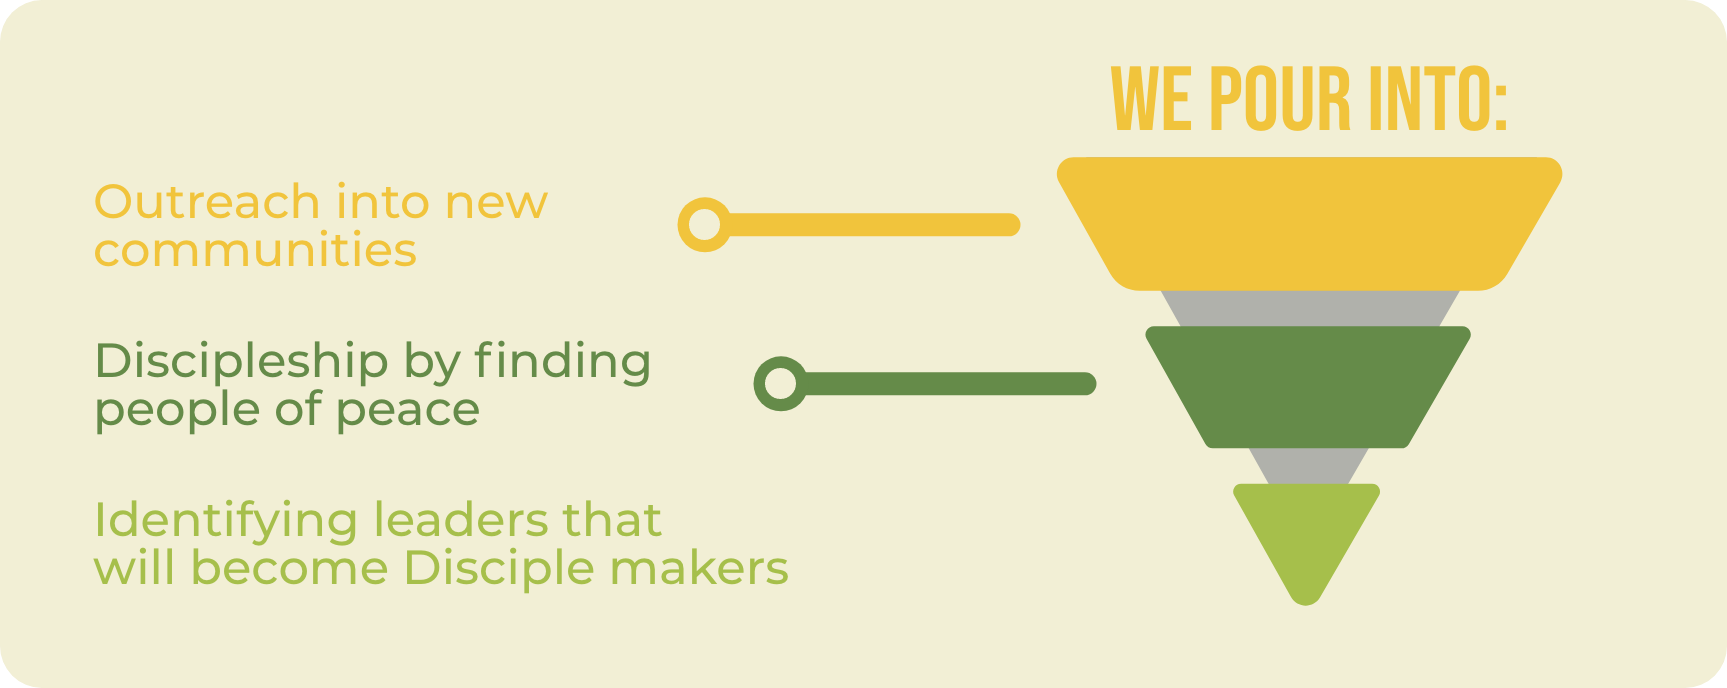 WE POUR INTO:
Outreach into new
communities
Discipleship by finding
people of peace
Identifying leaders that
will become Disciple makers